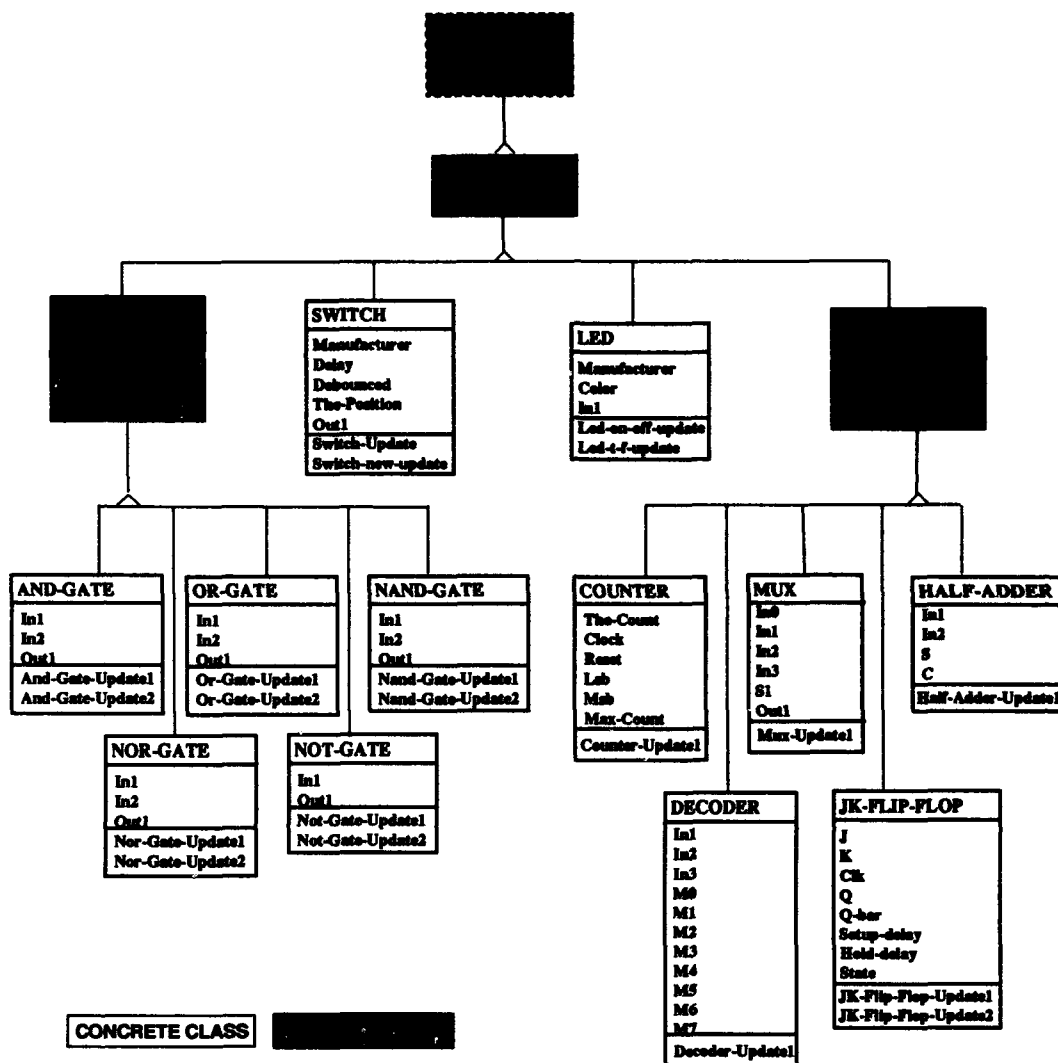 SWITCH
Manufacturer
Delay
Debounced
The-Position
Out1
Switch-Update
Switch-new-update
LED
Manufacturer
Color
In1
Led-on-off-update
Led-t-f-update
AND-GATE
In1
In2
Out1
And-Gate-Update1
And-Gate-Update2
OR-GATE
In1
In2
Out1
Or-Gate-Update1
Or-Gate-Update2
NAND-GATE
In1
In2
Out1
Nand-Gate-Update1
Nand-Gate-Update2
COUNTER
The-Count
Clock
Reset
Lsb
Msb
Max-Count
Counter-Update1
MUX
In0
In1
In2
In3
S1
Out1
Mux-Update1
HALF-ADDER
In1
In2
S
C
Half-Adder-Update1
NOR-GATE
In1
In2
Out1
Nor-Gate-Update1
Nor-Gate-Update2
NOT-GATE
In1
Out1
Not-Gate-Update1
Not-Gate-Update2
DECODER
In1
In2
In3
M0
M1
M2
M3
M4
M5
M6
M7
Decoder-Update1
JK-FLIP-FLOP
J
K
Clk
Q
Q-bar
Setup-delay
Hold-delay
State
JK-Flip-Flop-Update1
JK-Flip-Flop-Update2
CONCRETE CLASS